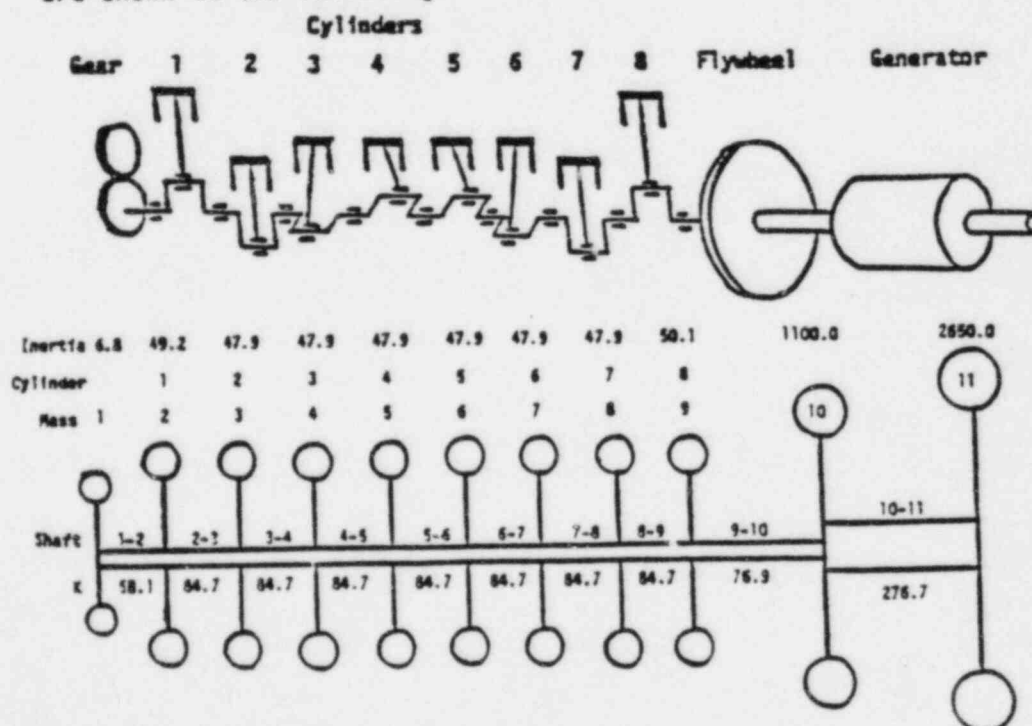 Cylinders
Gear 1 2 3 4 5 6 7 8 Flywheel Generator
Inertia 6.8 49.2 47.9 47.9 47.9 47.9 47.9 47.9 50.1 1100.0 2650.0
Cylinder 1 2 3 4 5 6 7 8
Mass 1 2 3 4 5 6 7 8 9 10 11
Shaft 1-2 2-3 3-4 4-5 5-6 6-7 7-8 8-9 9-10 10-11
K 58.1 84.7 84.7 84.7 84.7 84.7 84.7 84.7 76.9 276.7